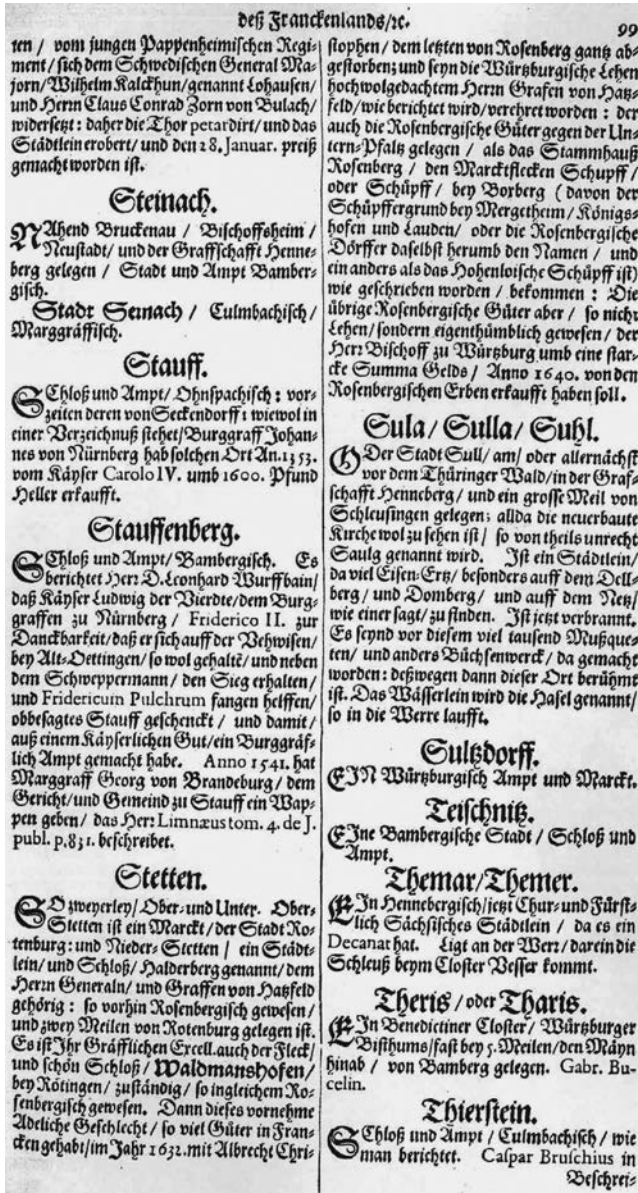 deß Franckenlands/ꝛc. 99
ten / vom jungen Pappenheimischen Regi-
ment / sich dem Schwedischen General Ma-
jorn / Wilhelm Kalckhun / genannt Lohausen /
und Herrn Claus Conrad Zorn von Bulach /
widersetzt : daher die Thor petardirt / und das
Städtlein erobert / und den 28. Januar. preiß
gemacht worden ist.
Steinach.
NAhend Bruckenau / Bischoffsheim /
Neustadt / und der Graffschafft Henne-
berg gelegen / Stadt und Ampt Bamber-
gisch.
Stadt Seinach / Culmbachisch /
Marggräffisch.
Stauff.
SChloß und Ampt / Ohnspachisch : vor-
zeiten deren von Seckendorff : wiewol in
einer Verzeichnuß stehet / Burggraff Johan-
nes von Nürnberg hab solchen Ort An. 1353.
vom Käyser Carolo IV. umb 1600. Pfund
Heller erkaufft.
Stauffenberg.
SChloß und Ampt / Bambergisch. Es
berichtet Herr D. Leonhard Wurffbain /
daß Käyser Ludwig der Vierdte / dem Burg-
graffen zu Nürnberg / Friderico II. zur
Danckbarkeit / daß er sich auff der Vehwisen /
bey Alt-Oettingen / so wol gehaltē / und neben
dem Schweppermann / den Sieg erhalten /
und Fridericum Pulchrum fangen helffen /
obbesagtes Stauff geschenckt / und damit /
auß einem Käyserlichen Gut / ein Burggräf-
lich Ampt gemacht habe. Anno 1541. hat
Marggraff Georg von Brandeburg / dem
Gericht / und Gemeind zu Stauff ein Wap-
pen geben / das Herr Limnæus tom. 4. de J.
publ. p. 831. beschreibet.
Stetten.
SO zweyerley / Ober- und Unter. Ober-
Stetten ist ein Marckt / der Stadt Ro-
tenburg : und Nieder-Stetten / ein Städt-
lein / und Schloß / Halderberg genannt / dem
Herrn Generaln / und Graffen von Hatzfeld
gehörig : so vorhin Rosenbergisch gewesen /
und zwey Meilen von Rotenburg gelegen ist.
Es ist Ihr Gräfflichen Excell. auch der Fleck /
und schön Schloß / Waldmanshofen /
bey Rötingen / zuständig / so ingleichem Ro-
senbergisch gewesen. Dann dieses vornehme
Adeliche Geschlecht / so viel Güter in Fran-
cken gehabt / im Jahr 1632. mit Albrecht Chri-
stophen / dem letzten von Rosenberg gantz ab-
gestorben; und seyn die Würtzburgische Lehen
hochwolgedachtem Herrn Grafen von Hatz-
feld / wie berichtet wird / verehret worden : der
auch die Rosenbergische Güter gegen der Un-
tern-Pfaltz gelegen / als das Stammhauß
Rosenberg / den Marcktflecken Schupff /
oder Schüpff / bey Borberg ( davon der
Schüpffergrund bey Mergetheim / Königs-
hofen und Lauden / oder die Rosenbergische
Dörffer daselbst herumb den Namen / und
ein anders als das Hohenloische Schüpff ist)
wie geschrieben worden / bekommen : Die
übrige Rosenbergische Güter aber / so nicht
Lehen / sondern eigenthümblich gewesen / der
Herr Bischoff zu Würtzburg umb eine star-
cke Summa Gelds / Anno 1640. von dem
Rosenbergischen Erben erkaufft haben soll.
Sula / Sulla / Suhl.
ODer Stadt Sull / am / oder allernächst
vor dem Thüringer Wald / in der Graf-
schafft Henneberg / und ein grosse Meil von
Schleusingen gelegen; allda die neuerbaute
Kirche wol zu sehen ist / so von theils unrecht
Saulg genannt wird. Ist ein Städtlein /
da viel Eisen-Ertz / besonders auff dem Dell-
berg / und Domberg / und auff dem Netz /
wie einer sagt / zu finden. Ist jetzt verbrannt.
Es seynd vor diesem viel tausend Mußque-
ten / und anders Büchsenwerck / da gemacht
worden : deßwegen dann dieser Ort berühmt
ist. Das Wässerlein wird die Hasel genannt /
so in die Werre laufft.
Sultzdorff.
EIN Würtzburgisch Ampt und Marckt.
Teischnitz.
EIne Bambergische Stadt / Schloß und
Ampt.
Themar / Themer.
EIn Hennebergisch / jetzt Chur- und Fürst-
lich Sächsisches Städtlein / da es ein
Decanat hat. Ligt an der Werr / darein die
Schleuß beym Closter Vesser kommt.
Theris / oder Tharis.
EIn Benedictiner Closter / Würtzburger
Bisthums / fast bey 5. Meilen / den Mäyn
hinab / von Bamberg gelegen. Gabr. Bu-
celin.
Thierstein.
SChloß und Ampt / Culmbachisch / wie
man berichtet. Caspar Bruschius in
Beschrei-